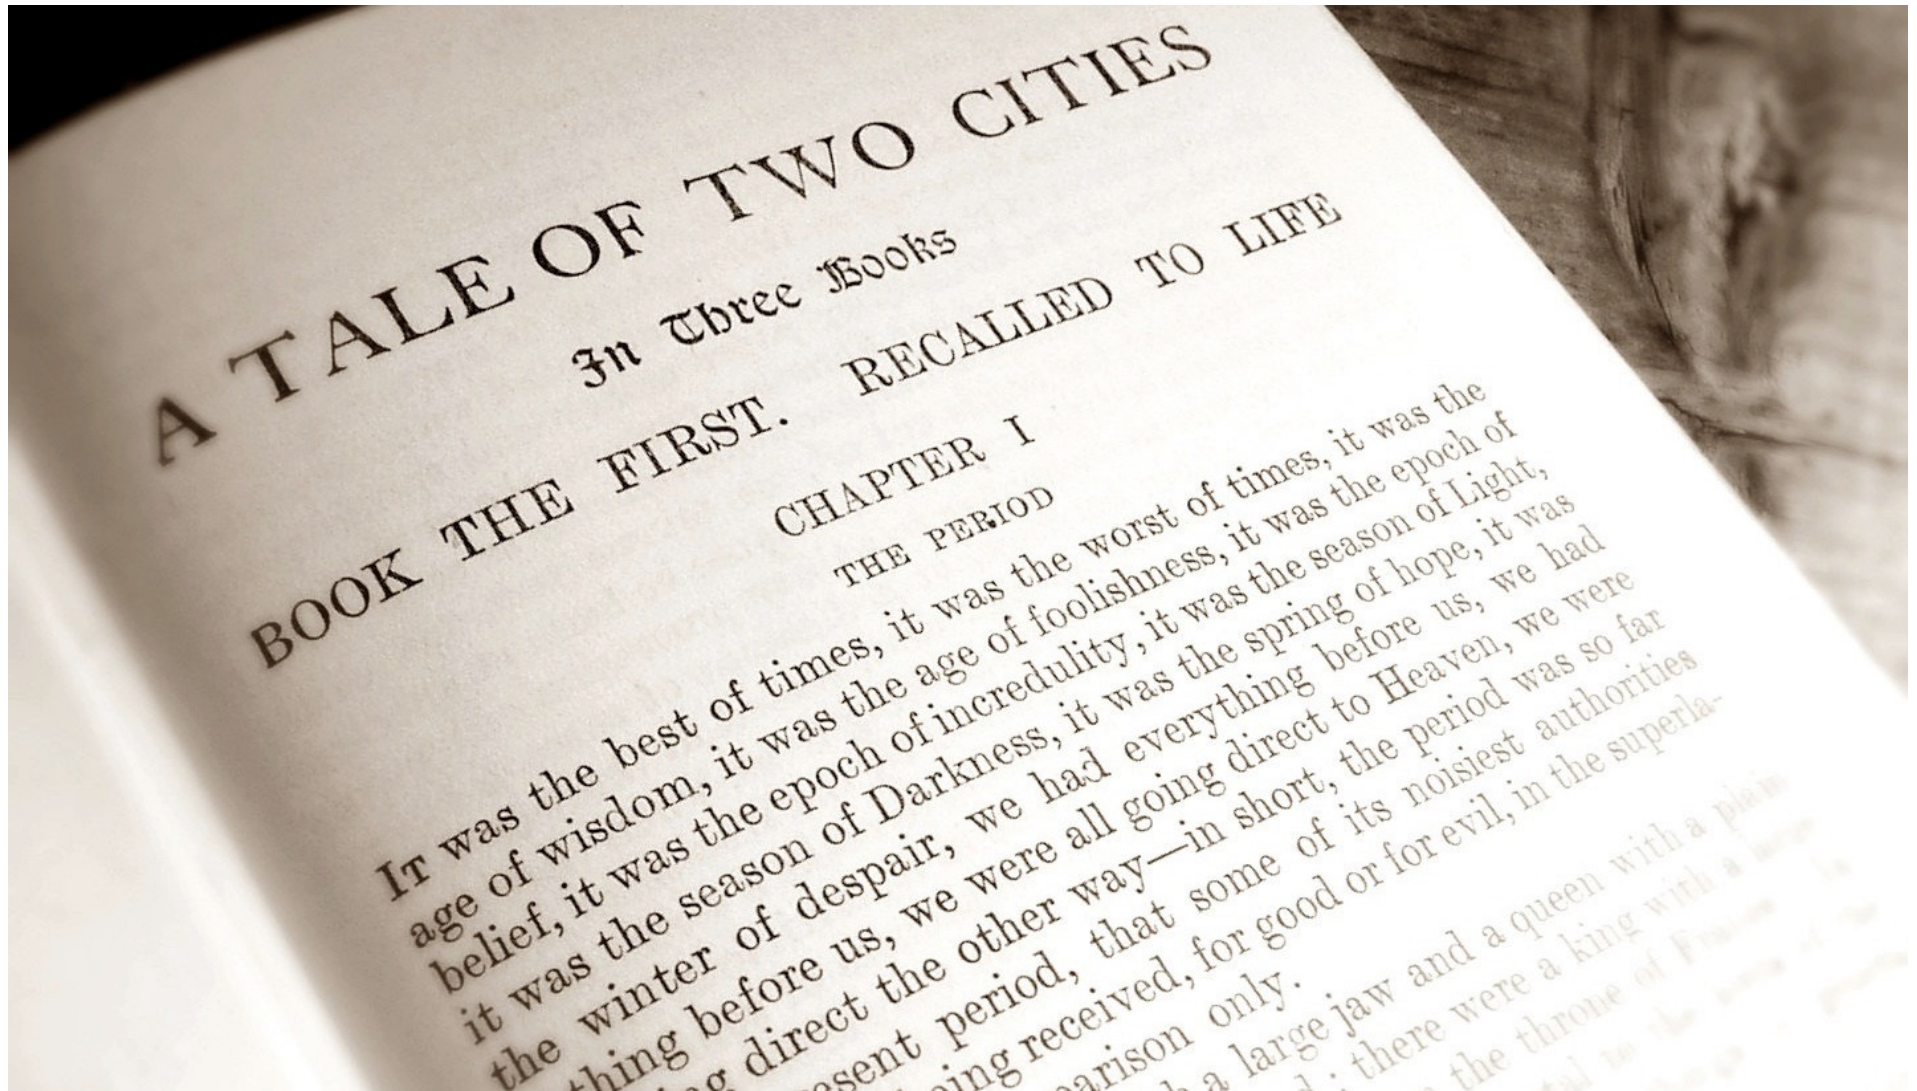 A TALE OF TWO CITIES
In Three Books
BOOK THE FIRST. RECALLED TO LIFE
CHAPTER I
THE PERIOD
IT was the best of times, it was the worst of times, it was the
age of wisdom, it was the age of foolishness, it was the epoch of
belief, it was the epoch of incredulity, it was the season of Light,
it was the season of Darkness, it was the spring of hope, it was
the winter of despair, we had everything before us, we had
thing before us, we were all going direct to Heaven, we were
direct the other way—in short, the period was so far
period, that some of its noisiest authorities
being received, for good or for evil, in the superla-
only.
a large jaw and a queen with a plain
; there were a king with a large
the throne of France
to the